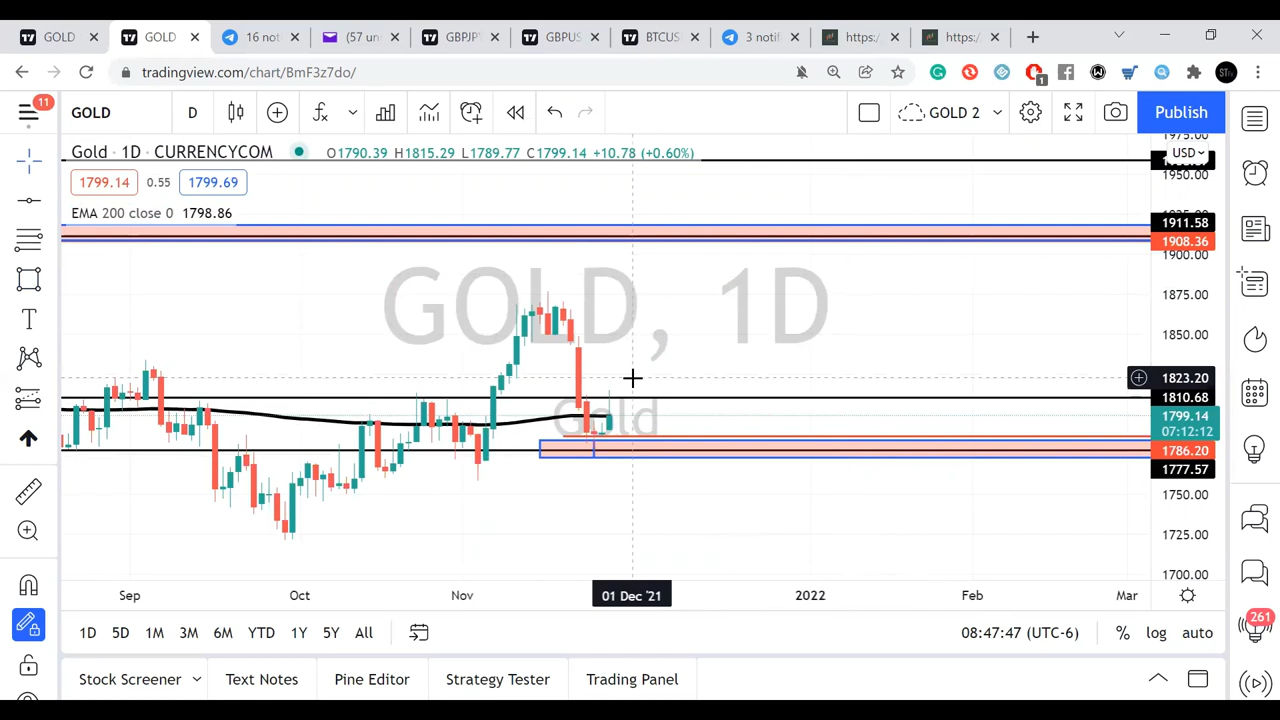 GOLD
GOLD
16 not
(57 un
GBPJP
GBPUS
BTCUS
3 notifi
https:/
https:/
tradingview.com/chart/BmF3z7do/
1
STFX
11
GOLD
D
GOLD 2
Publish
Gold · 1D · CURRENCYCOM
O1790.39 H1815.29 L1789.77 C1799.14 +10.78 (+0.60%)
1799.14
0.55
1799.69
EMA 200 close 0 1798.86
GOLD, 1D
Gold
1975.00
USD
1950.00
1911.58
1908.36
1900.00
1875.00
1850.00
1823.20
1810.68
1799.14
07:12:12
1786.20
1777.57
1750.00
1725.00
1700.00
Sep
Oct
Nov
01 Dec '21
2022
Feb
Mar
261
1D
5D
1M
3M
6M
YTD
1Y
5Y
All
08:47:47 (UTC-6)
%
log
auto
Stock Screener
Text Notes
Pine Editor
Strategy Tester
Trading Panel